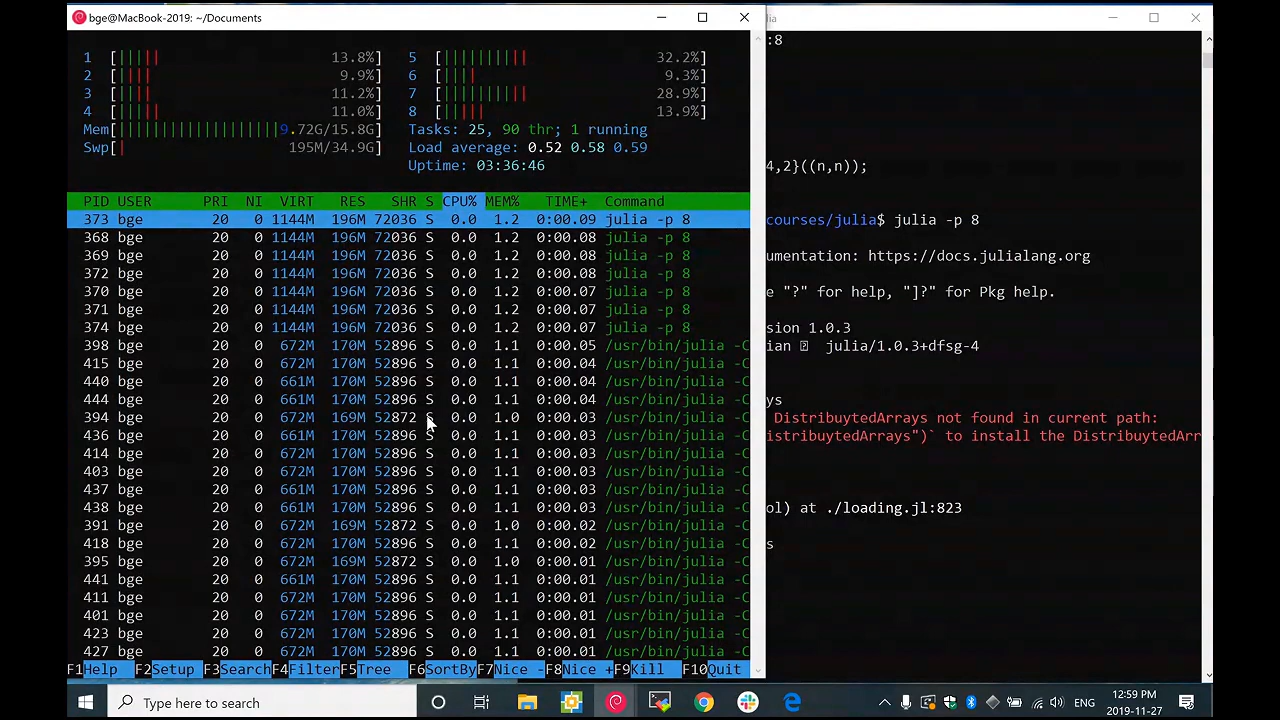 bge@MacBook-2019: ~/Documents
1 [||||| 13.8%] 5 [|||||||||| 32.2%]
2 [|||| 9.9%] 6 [|||| 9.3%]
3 [|||| 11.2%] 7 [|||||||||| 28.9%]
4 [||||| 11.0%] 8 [||||| 13.9%]
Mem[|||||||||||||||||||9.72G/15.8G] Tasks: 25, 90 thr; 1 running
Swp[| 195M/34.9G] Load average: 0.52 0.58 0.59
Uptime: 03:36:46
PID USER PRI NI VIRT RES SHR S CPU% MEM% TIME+ Command
373 bge 20 0 1144M 196M 72036 S 0.0 1.2 0:00.09 julia -p 8
368 bge 20 0 1144M 196M 72036 S 0.0 1.2 0:00.08 julia -p 8
369 bge 20 0 1144M 196M 72036 S 0.0 1.2 0:00.08 julia -p 8
372 bge 20 0 1144M 196M 72036 S 0.0 1.2 0:00.08 julia -p 8
370 bge 20 0 1144M 196M 72036 S 0.0 1.2 0:00.07 julia -p 8
371 bge 20 0 1144M 196M 72036 S 0.0 1.2 0:00.07 julia -p 8
374 bge 20 0 1144M 196M 72036 S 0.0 1.2 0:00.07 julia -p 8
398 bge 20 0 672M 170M 52896 S 0.0 1.1 0:00.05 /usr/bin/julia -C
415 bge 20 0 672M 170M 52896 S 0.0 1.1 0:00.04 /usr/bin/julia -C
440 bge 20 0 661M 170M 52896 S 0.0 1.1 0:00.04 /usr/bin/julia -C
444 bge 20 0 661M 170M 52896 S 0.0 1.1 0:00.04 /usr/bin/julia -C
394 bge 20 0 672M 169M 52872 S 0.0 1.0 0:00.03 /usr/bin/julia -C
436 bge 20 0 661M 170M 52896 S 0.0 1.1 0:00.03 /usr/bin/julia -C
414 bge 20 0 672M 170M 52896 S 0.0 1.1 0:00.03 /usr/bin/julia -C
403 bge 20 0 672M 170M 52896 S 0.0 1.1 0:00.03 /usr/bin/julia -C
437 bge 20 0 661M 170M 52896 S 0.0 1.1 0:00.03 /usr/bin/julia -C
438 bge 20 0 661M 170M 52896 S 0.0 1.1 0:00.03 /usr/bin/julia -C
391 bge 20 0 672M 169M 52872 S 0.0 1.0 0:00.02 /usr/bin/julia -C
418 bge 20 0 672M 170M 52896 S 0.0 1.1 0:00.02 /usr/bin/julia -C
395 bge 20 0 672M 169M 52872 S 0.0 1.0 0:00.01 /usr/bin/julia -C
441 bge 20 0 661M 170M 52896 S 0.0 1.1 0:00.01 /usr/bin/julia -C
411 bge 20 0 672M 170M 52896 S 0.0 1.1 0:00.01 /usr/bin/julia -C
401 bge 20 0 672M 170M 52896 S 0.0 1.1 0:00.01 /usr/bin/julia -C
423 bge 20 0 672M 170M 52896 S 0.0 1.1 0:00.01 /usr/bin/julia -C
427 bge 20 0 672M 170M 52896 S 0.0 1.1 0:00.01 /usr/bin/julia -C
F1Help F2Setup F3SearchF4FilterF5Tree F6SortByF7Nice -F8Nice +F9Kill F10Quit
lia
:8
4,2}((n,n));
courses/julia$ julia -p 8
umentation: https://docs.julialang.org
e "?" for help, "]?" for Pkg help.
sion 1.0.3
ian julia/1.0.3+dfsg-4
ys
DistribuytedArrays not found in current path:
istribuytedArrays")` to install the DistribuytedArr
ol) at ./loading.jl:823
s
Type here to search
ENG
12:59 PM
2019-11-27